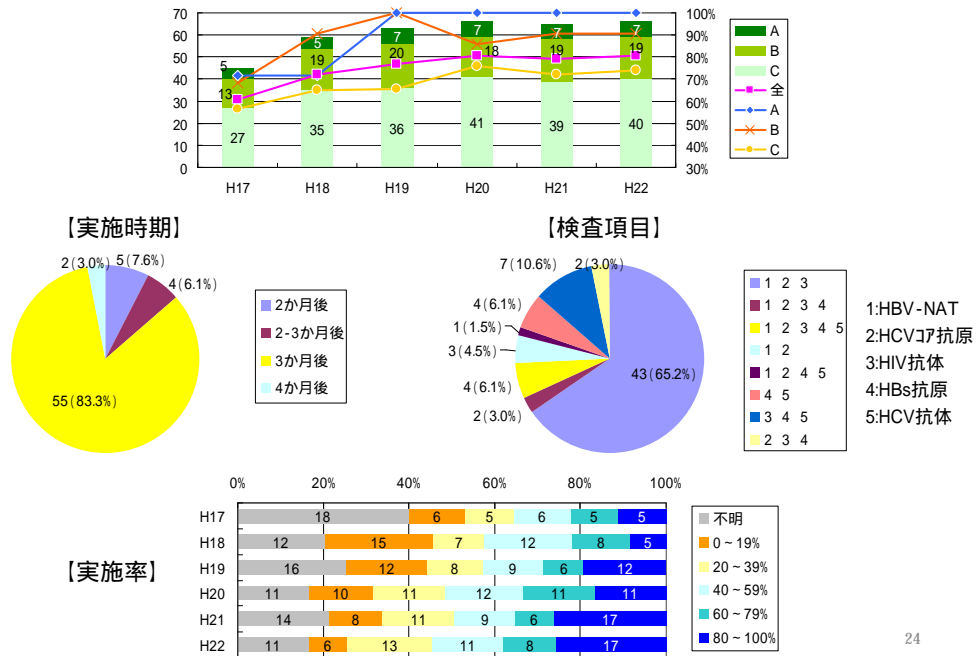 70
60
50
40
30
20
10
0
100%
90%
80%
70%
60%
50%
40%
30%
5
13
27
5
19
35
7
20
36
7
18
41
7
19
39
7
19
40
H17 H18 H19 H20 H21 H22
A
B
C
全
A
B
C
【実施時期】
2(3.0%)
5(7.6%)
4(6.1%)
55(83.3%)
2か月後
2-3か月後
3か月後
4か月後
【検査項目】
2(3.0%)
7(10.6%)
4(6.1%)
1(1.5%)
3(4.5%)
4(6.1%)
2(3.0%)
43(65.2%)
1 2 3
1 2 3 4
1 2 3 4 5
1 2
1 2 4 5
4 5
3 4 5
2 3 4
1:HBV-NAT
2:HCVコア抗原
3:HIV抗体
4:HBs抗原
5:HCV抗体
【実施率】
0% 20% 40% 60% 80% 100%
H17 18 6 5 6 5 5
H18 12 15 7 12 8 5
H19 16 12 8 9 6 12
H20 11 10 11 12 11 11
H21 14 8 11 9 6 17
H22 11 6 13 11 8 17
不明
0～19%
20～39%
40～59%
60～79%
80～100%
24